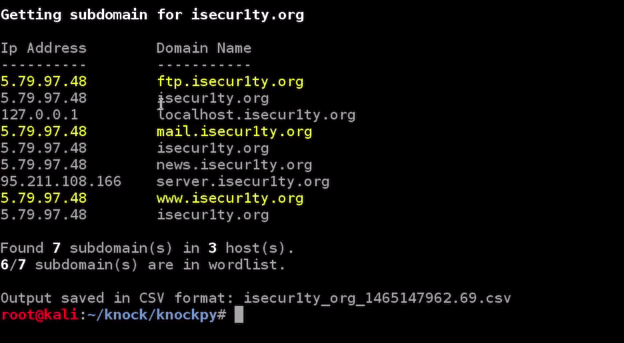 Getting subdomain for isecur1ty.org
Ip Address Domain Name
---------- -----------
5.79.97.48 ftp.isecur1ty.org
5.79.97.48 isecur1ty.org
127.0.0.1 localhost.isecur1ty.org
5.79.97.48 mail.isecur1ty.org
5.79.97.48 isecur1ty.org
5.79.97.48 news.isecur1ty.org
95.211.108.166 server.isecur1ty.org
5.79.97.48 www.isecur1ty.org
5.79.97.48 isecur1ty.org
Found 7 subdomain(s) in 3 host(s).
6/7 subdomain(s) are in wordlist.
Output saved in CSV format: isecur1ty_org_1465147962.69.csv
root@kali:~/knock/knockpy#